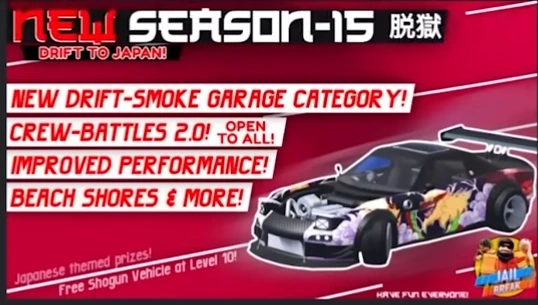 NEW SEASON-15 脱獄
DRIFT TO JAPAN!
NEW DRIFT-SMOKE GARAGE CATEGORY!
CREW-BATTLES 2.0! OPEN TO ALL!
IMPROVED PERFORMANCE!
BEACH SHORES & MORE!
Japanese themed prizes!
Free Shogun Vehicle at Level 10!
HAVE FUN EVERYONE!
JAIL
BREAK